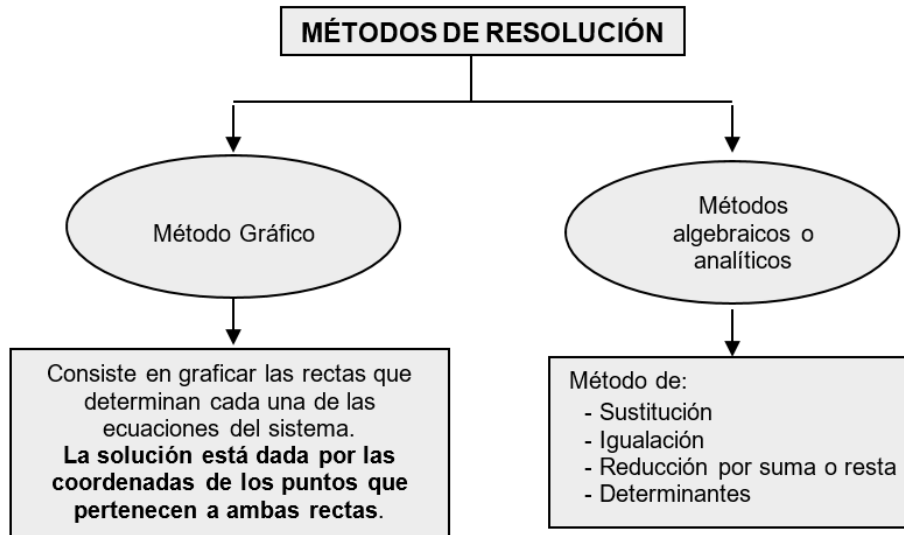 MÉTODOS DE RESOLUCIÓN
Método Gráfico
Métodos
algebraicos o
analíticos
Consiste en graficar las rectas que
determinan cada una de las
ecuaciones del sistema.
La solución está dada por las
coordenadas de los puntos que
pertenecen a ambas rectas.
Método de:
- Sustitución
- Igualación
- Reducción por suma o resta
- Determinantes